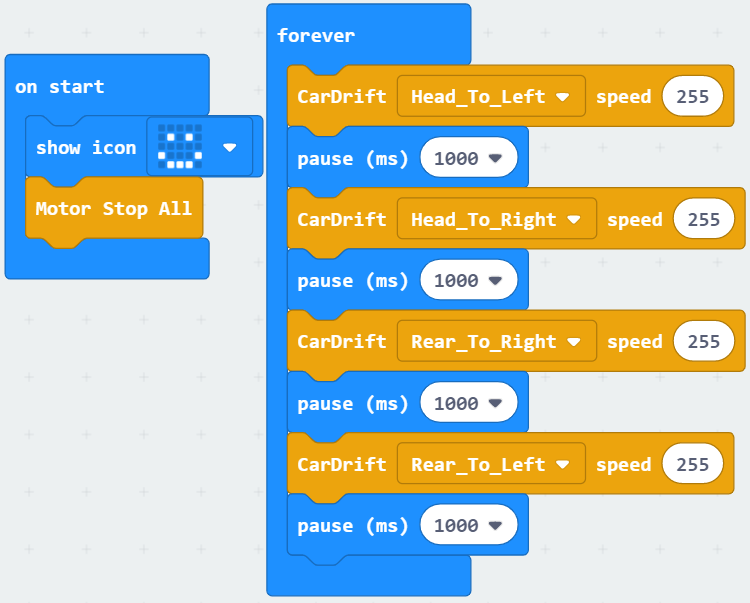 on start
show icon
Motor Stop All
forever
CarDrift Head_To_Left speed 255
pause (ms) 1000
CarDrift Head_To_Right speed 255
pause (ms) 1000
CarDrift Rear_To_Right speed 255
pause (ms) 1000
CarDrift Rear_To_Left speed 255
pause (ms) 1000